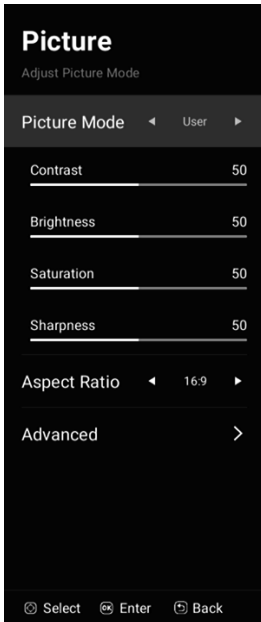 Picture
Adjust Picture Mode
Picture Mode User
Contrast 50
Brightness 50
Saturation 50
Sharpness 50
Aspect Ratio 16:9
Advanced
Select OK Enter Back